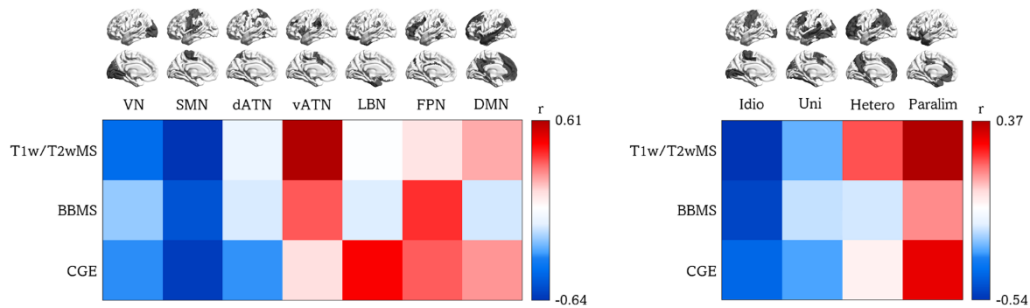 VN SMN dATN vATN LBN FPN DMN r
0.61
T1w/T2wMS
BBMS
CGE
-0.64
Idio Uni Hetero Paralim r
0.37
T1w/T2wMS
BBMS
CGE
-0.54